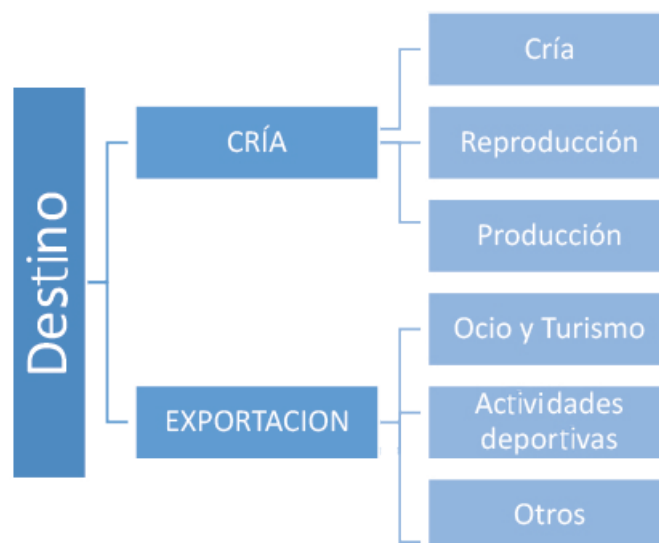 Destino
CRÍA
Cría
Reproducción
Producción
EXPORTACION
Ocio y Turismo
Actividades
deportivas
Otros